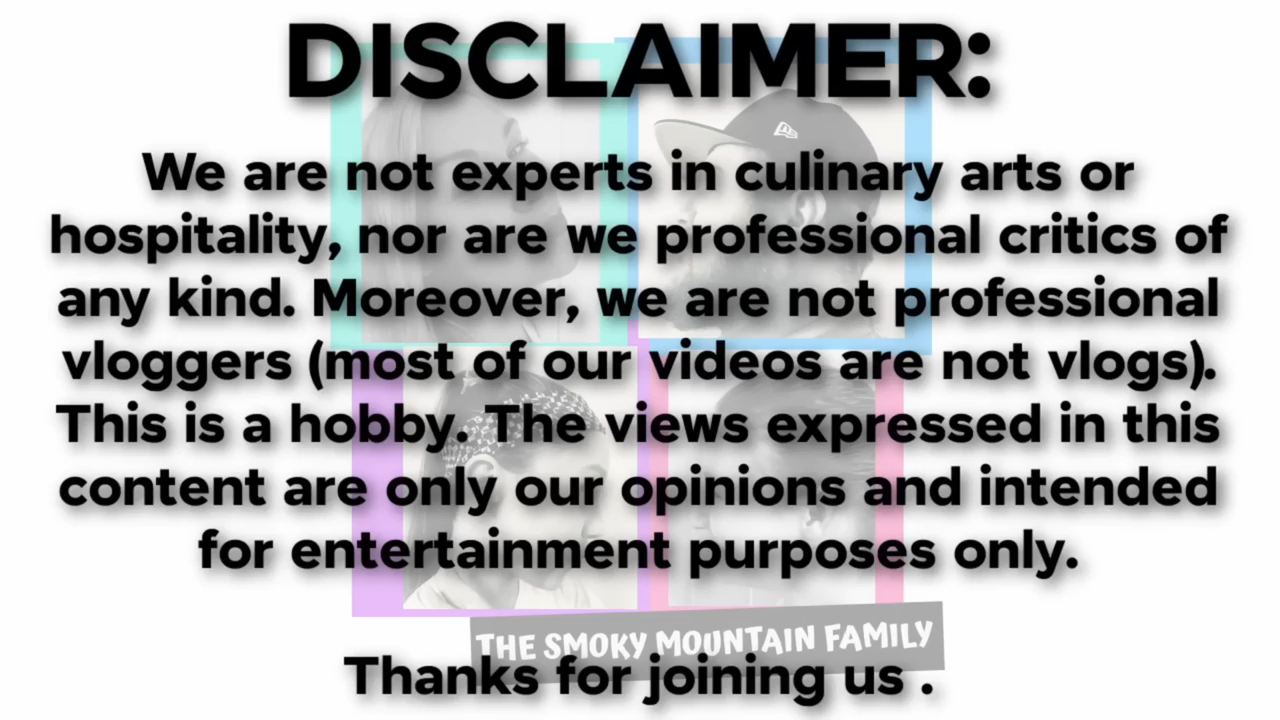 DISCLAIMER:
We are not experts in culinary arts or
hospitality, nor are we professional critics of
any kind. Moreover, we are not professional
vloggers (most of our videos are not vlogs).
This is a hobby. The views expressed in this
content are only our opinions and intended
for entertainment purposes only.
THE SMOKY MOUNTAIN FAMILY
Thanks for joining us .